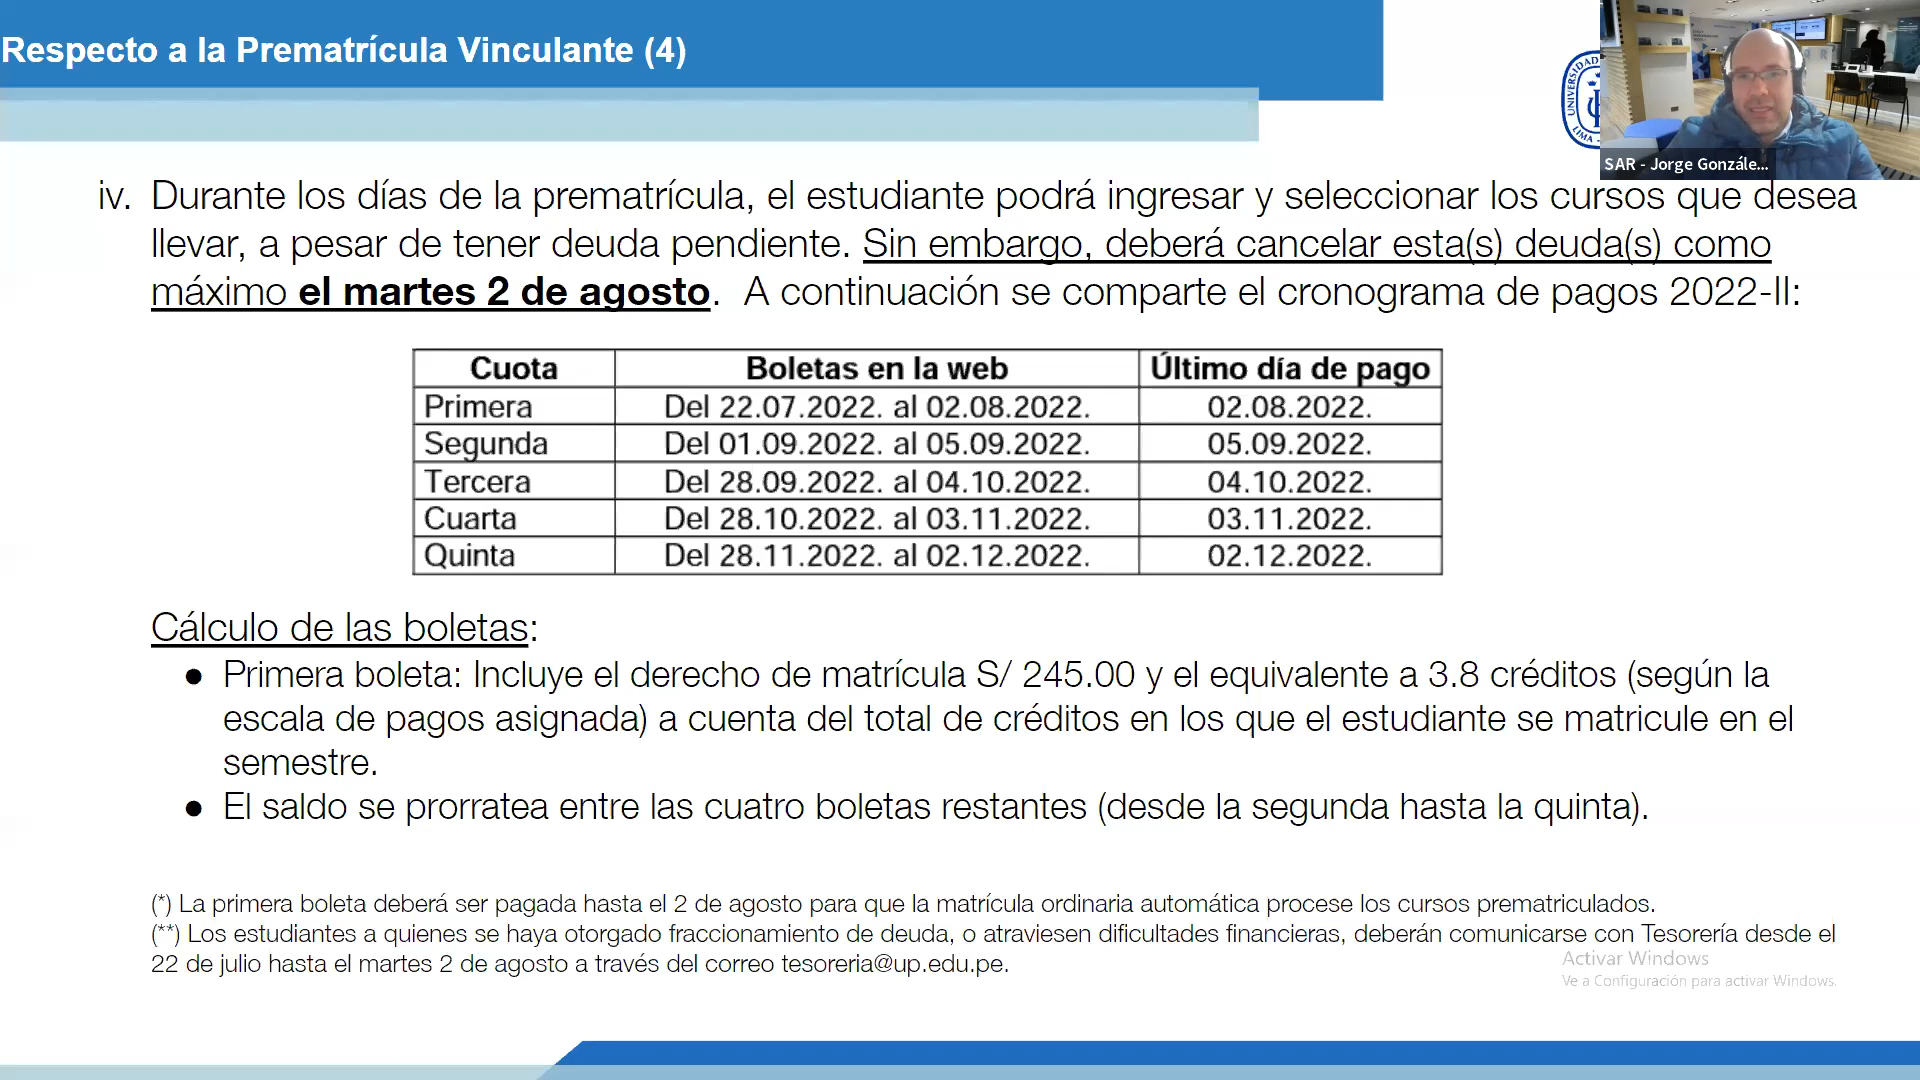 Respecto a la Prematrícula Vinculante (4)
UNIVERSIDAD
LIMA
SAR - Jorge Gonzále...
iv. Durante los días de la prematrícula, el estudiante podrá ingresar y seleccionar los cursos que desea
llevar, a pesar de tener deuda pendiente. Sin embargo, deberá cancelar esta(s) deuda(s) como
máximo el martes 2 de agosto. A continuación se comparte el cronograma de pagos 2022-II:
Cuota Boletas en la web Último día de pago
Primera Del 22.07.2022. al 02.08.2022. 02.08.2022.
Segunda Del 01.09.2022. al 05.09.2022. 05.09.2022.
Tercera Del 28.09.2022. al 04.10.2022. 04.10.2022.
Cuarta Del 28.10.2022. al 03.11.2022. 03.11.2022.
Quinta Del 28.11.2022. al 02.12.2022. 02.12.2022.
Cálculo de las boletas:
● Primera boleta: Incluye el derecho de matrícula S/ 245.00 y el equivalente a 3.8 créditos (según la
escala de pagos asignada) a cuenta del total de créditos en los que el estudiante se matricule en el
semestre.
● El saldo se prorratea entre las cuatro boletas restantes (desde la segunda hasta la quinta).
(*) La primera boleta deberá ser pagada hasta el 2 de agosto para que la matrícula ordinaria automática procese los cursos prematriculados.
(**) Los estudiantes a quienes se haya otorgado fraccionamiento de deuda, o atraviesen dificultades financieras, deberán comunicarse con Tesorería desde el
22 de julio hasta el martes 2 de agosto a través del correo tesoreria@up.edu.pe.
Activar Windows
Ve a Configuración para activar Windows.